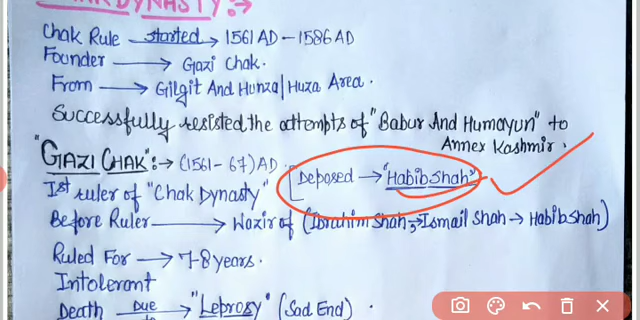 DYNASTY :→
Chak Rule started → 1561 AD - 1586 AD
Founder → Gazi Chak.
From → Gilgit And Hunza | Huza Area.
Successfully resisted the attempts of "Babur And Humayun" to
Annex Kashmir.
"GAZI CHAK" :→ (1561-67) AD.
[Deposed → "Habib Shah"
Ist ruler of "Chak Dynasty"
Before Ruler → Wazir of (Ibrahim Shah → Ismail Shah → Habib Shah)
Ruled For → 7-8 years.
Intolerant
Death Due to → "Leprosy" (Sad End).